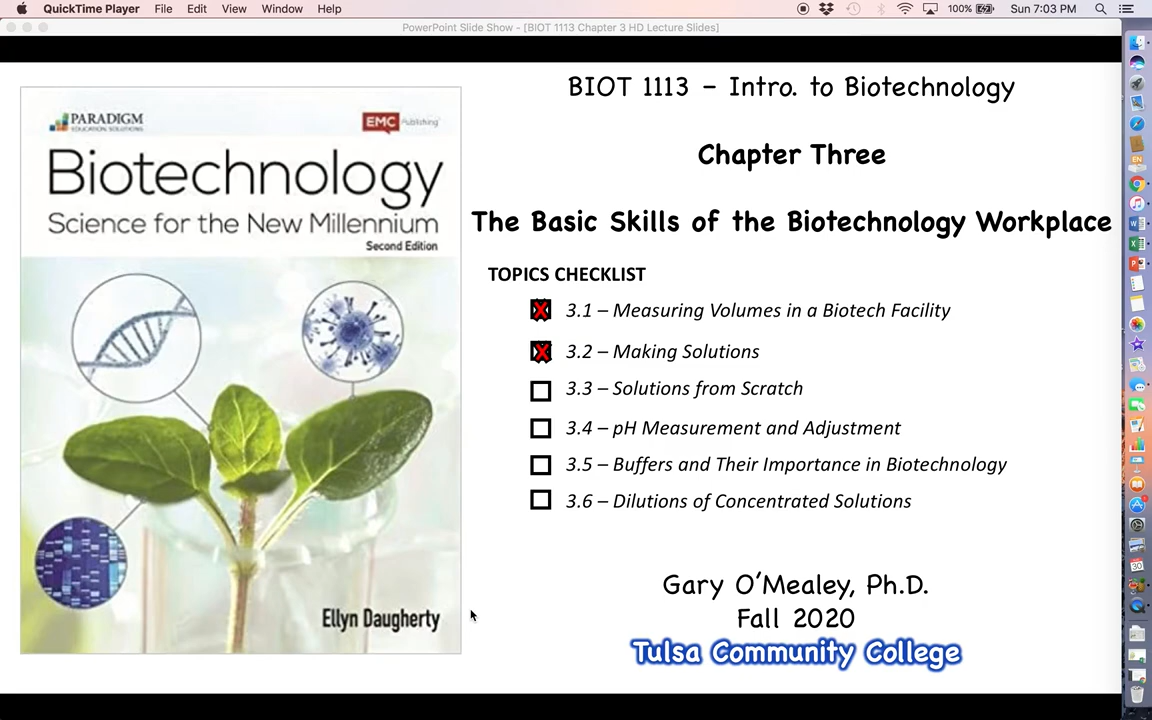 QuickTime Player File Edit View Window Help 100% Sun 7:03 PM
PowerPoint Slide Show - [BIOT 1113 Chapter 3 HD Lecture Slides]
BIOT 1113 – Intro. to Biotechnology
Chapter Three
The Basic Skills of the Biotechnology Workplace
TOPICS CHECKLIST
3.1 – Measuring Volumes in a Biotech Facility
3.2 – Making Solutions
3.3 – Solutions from Scratch
3.4 – pH Measurement and Adjustment
3.5 – Buffers and Their Importance in Biotechnology
3.6 – Dilutions of Concentrated Solutions
Gary O'Mealey, Ph.D.
Fall 2020
Tulsa Community College
PARADIGM
EDUCATION SOLUTIONS
EMC Publishing
Biotechnology
Science for the New Millennium
Second Edition
Ellyn Daugherty